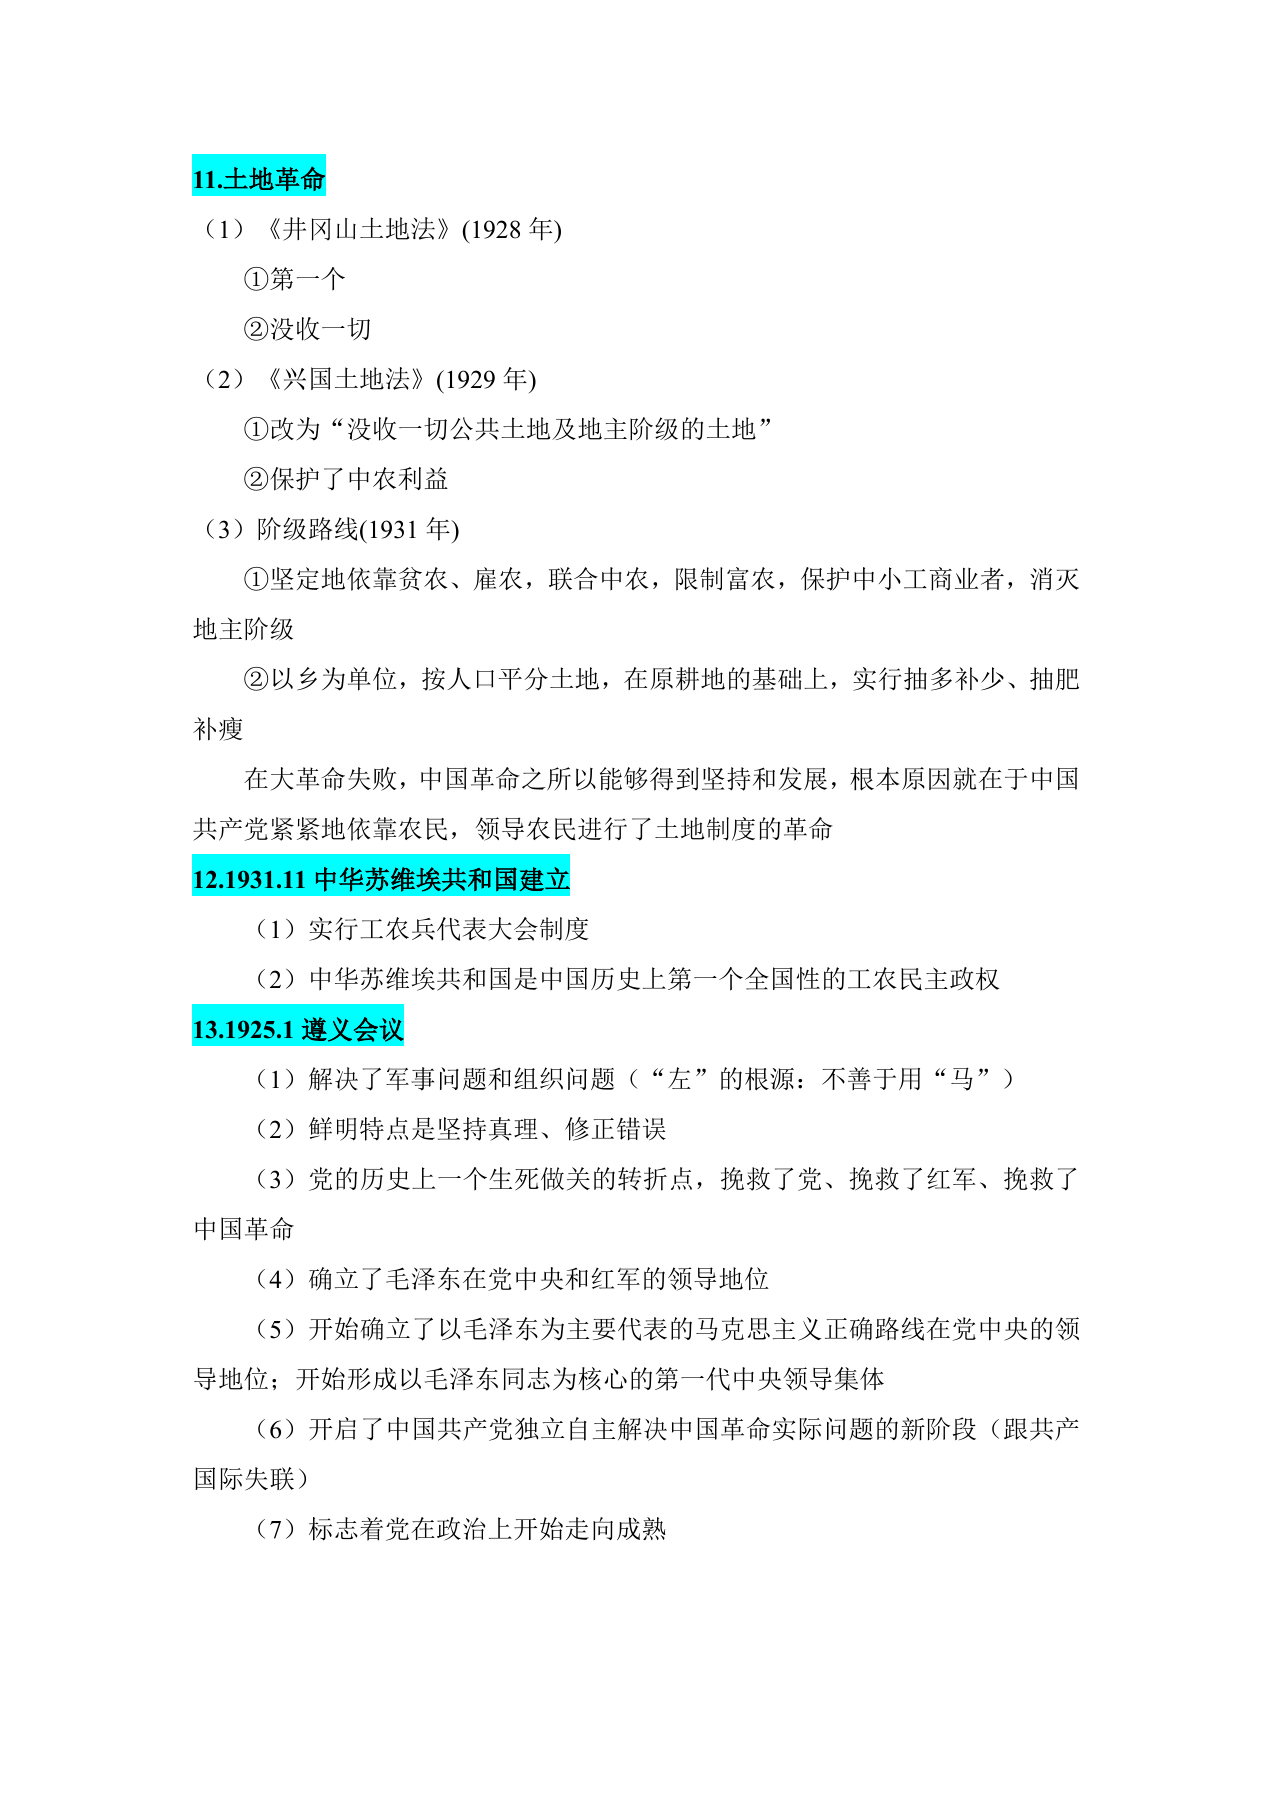 11.土地革命
（1）《井冈山土地法》(1928 年)
①第一个
②没收一切
（2）《兴国土地法》(1929 年)
①改为“没收一切公共土地及地主阶级的土地”
②保护了中农利益
（3）阶级路线(1931 年)
①坚定地依靠贫农、雇农，联合中农，限制富农，保护中小工商业者，消灭
地主阶级
②以乡为单位，按人口平分土地，在原耕地的基础上，实行抽多补少、抽肥
补瘦
在大革命失败，中国革命之所以能够得到坚持和发展，根本原因就在于中国
共产党紧紧地依靠农民，领导农民进行了土地制度的革命
12.1931.11 中华苏维埃共和国建立
（1）实行工农兵代表大会制度
（2）中华苏维埃共和国是中国历史上第一个全国性的工农民主政权
13.1925.1 遵义会议
（1）解决了军事问题和组织问题（“左”的根源：不善于用“马”）
（2）鲜明特点是坚持真理、修正错误
（3）党的历史上一个生死做关的转折点，挽救了党、挽救了红军、挽救了
中国革命
（4）确立了毛泽东在党中央和红军的领导地位
（5）开始确立了以毛泽东为主要代表的马克思主义正确路线在党中央的领
导地位；开始形成以毛泽东同志为核心的第一代中央领导集体
（6）开启了中国共产党独立自主解决中国革命实际问题的新阶段（跟共产
国际失联）
（7）标志着党在政治上开始走向成熟